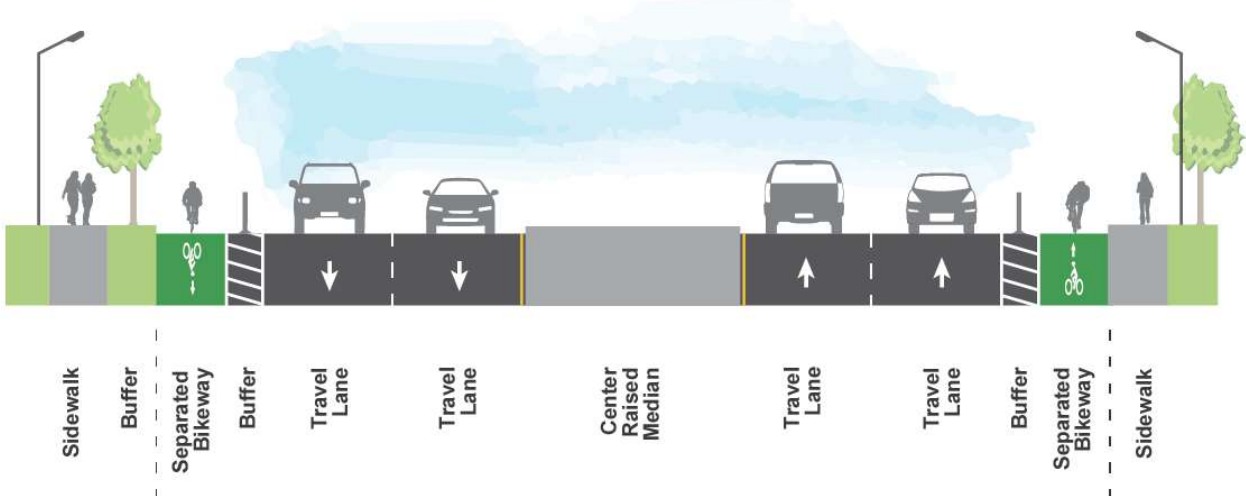 Sidewalk
Buffer
Separated
Bikeway
Buffer
Travel
Lane
Travel
Lane
Center
Raised
Median
Travel
Lane
Travel
Lane
Buffer
Separated
Bikeway
Sidewalk